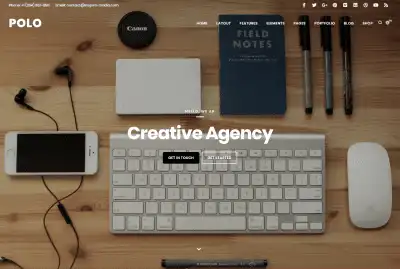 POLO
HOME
LAYOUT
FEATURES
ELEMENTS
PAGES
PORTFOLIO
BLOG
SHOP
Canon
FIELD
NOTES
Creative Agency
GET IN TOUCH
GET STARTED